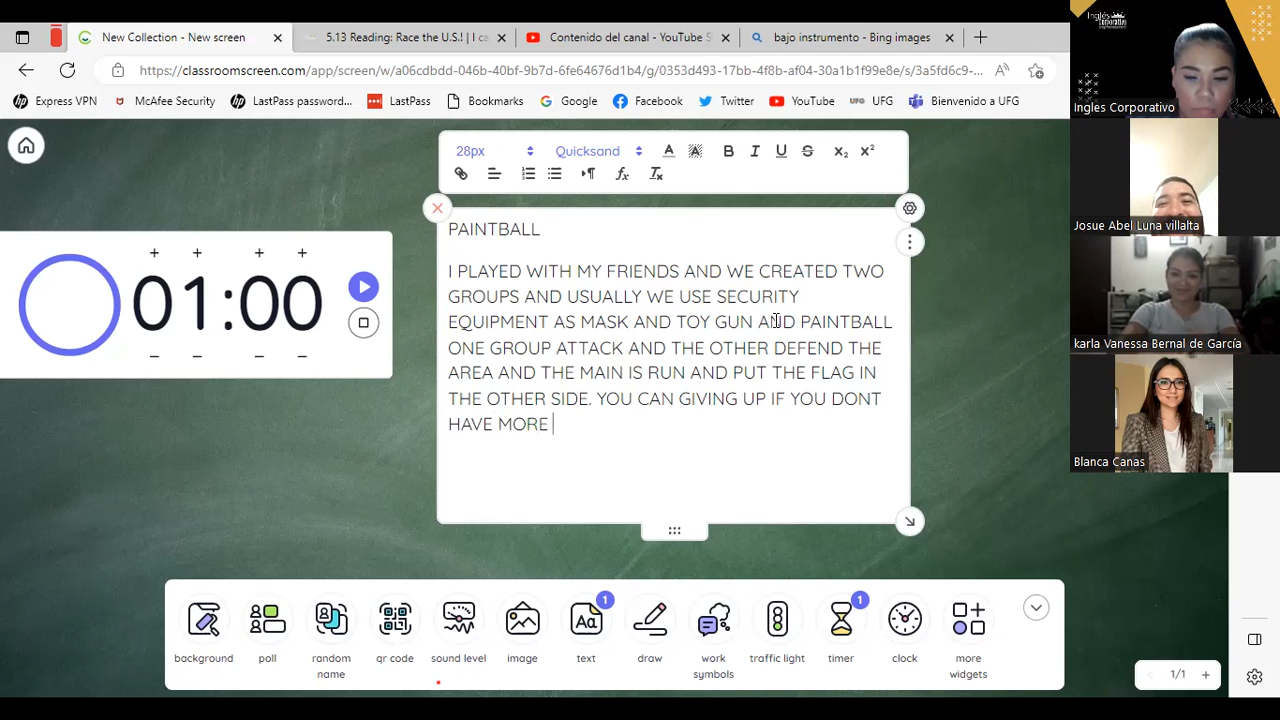 New Collection - New screen
5.13 Reading: Race the U.S.! | I ca
Contenido del canal - YouTube S
bajo instrumento - Bing images
https://classroomscreen.com/app/screen/w/a06cdbdd-046b-40bf-9b7d-6fe64676d1b4/g/0353d493-17bb-4f8b-af04-30a1b1f99e8e/s/3a5fd6c9-...
Express VPN
McAfee Security
LastPass password...
LastPass
Bookmarks
Google
Facebook
Twitter
YouTube
UFG
Bienvenido a UFG
Inglés
Corporativo
Ingles Corporativo
Josue Abel Luna villalta
karla Vanessa Bernal de García
Blanca Canas
28px
Quicksand
01:00
PAINTBALL
I PLAYED WITH MY FRIENDS AND WE CREATED TWO
GROUPS AND USUALLY WE USE SECURITY
EQUIPMENT AS MASK AND TOY GUN AND PAINTBALL
ONE GROUP ATTACK AND THE OTHER DEFEND THE
AREA AND THE MAIN IS RUN AND PUT THE FLAG IN
THE OTHER SIDE. YOU CAN GIVING UP IF YOU DONT
HAVE MORE
background
poll
random
name
qr code
sound level
image
1
text
draw
work
symbols
traffic light
1
timer
clock
more
widgets
1/1